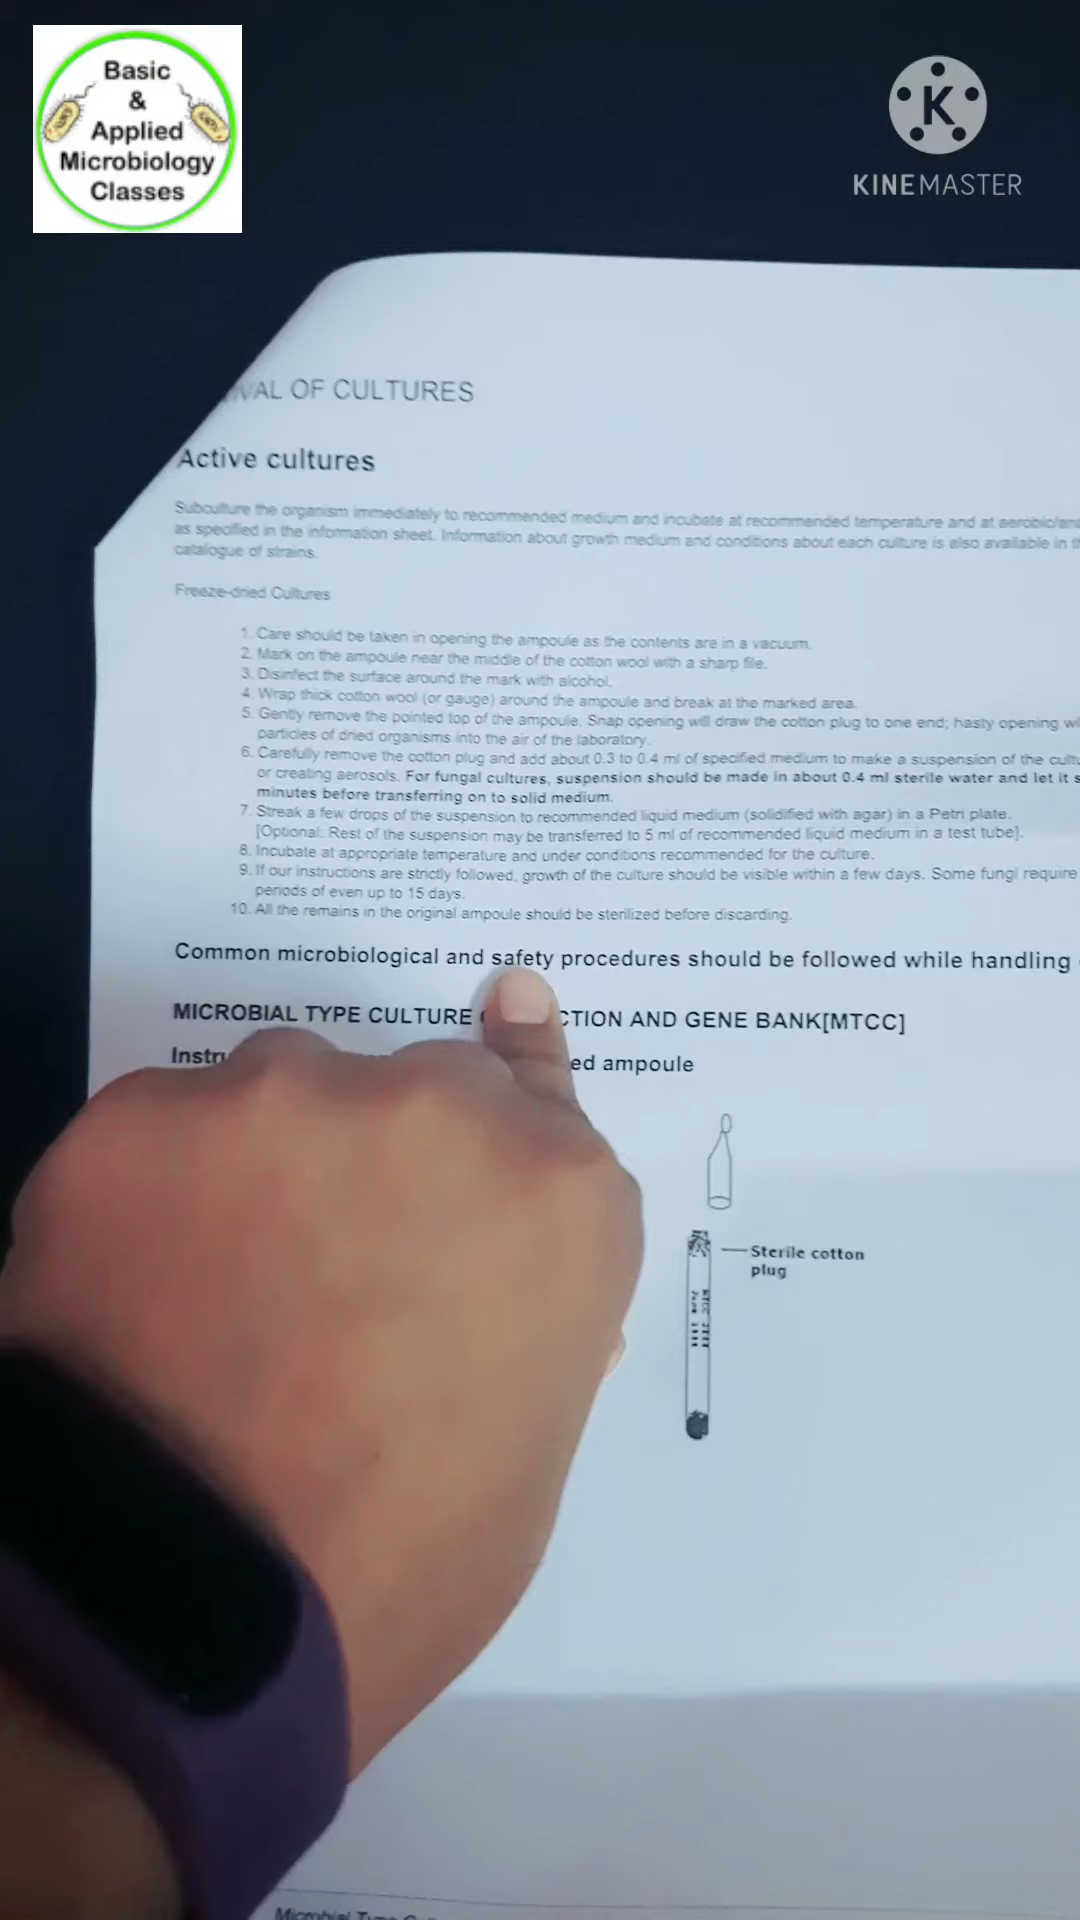 Basic
&
Applied
Microbiology
Classes
K
KINEMASTER
VAL OF CULTURES
Active cultures
Subculture the organism immediately to recommended medium and incubate at recommended temperature and at aerobic/
as specified in the information sheet. Information about growth medium and conditions about each culture is also available in
catalogue of strains.
Freeze-dried Cultures
1. Care should be taken in opening the ampoule as the contents are in a vacuum.
2. Mark on the ampoule near the middle of the cotton wool with a sharp file.
3. Disinfect the surface around the mark with alcohol.
4. Wrap thick cotton wool (or gauge) around the ampoule and break at the marked area.
5. Gently remove the pointed top of the ampoule. Snap opening will draw the cotton plug to one end; hasty opening
particles of dried organisms into the air of the laboratory.
6. Carefully remove the cotton plug and add about 0.3 to 0.4 ml of specified medium to make a suspension of the
or creating aerosols. For fungal cultures, suspension should be made in about 0.4 ml sterile water and let it
minutes before transferring on to solid medium.
7. Streak a few drops of the suspension to recommended liquid medium (solidified with agar) in a Petri plate.
[Optional: Rest of the suspension may be transferred to 5 ml of recommended liquid medium in a test tube].
8. Incubate at appropriate temperature and under conditions recommended for the culture.
9. If our instructions are strictly followed, growth of the culture should be visible within a few days. Some fungi require
periods of even up to 15 days.
10. All the remains in the original ampoule should be sterilized before discarding.
Common microbiological and safety procedures should be followed while handling
MICROBIAL TYPE CULTURE CTION AND GENE BANK[MTCC]
Instr ed ampoule
Sterile cotton
plug
MTCC
Microbial Type